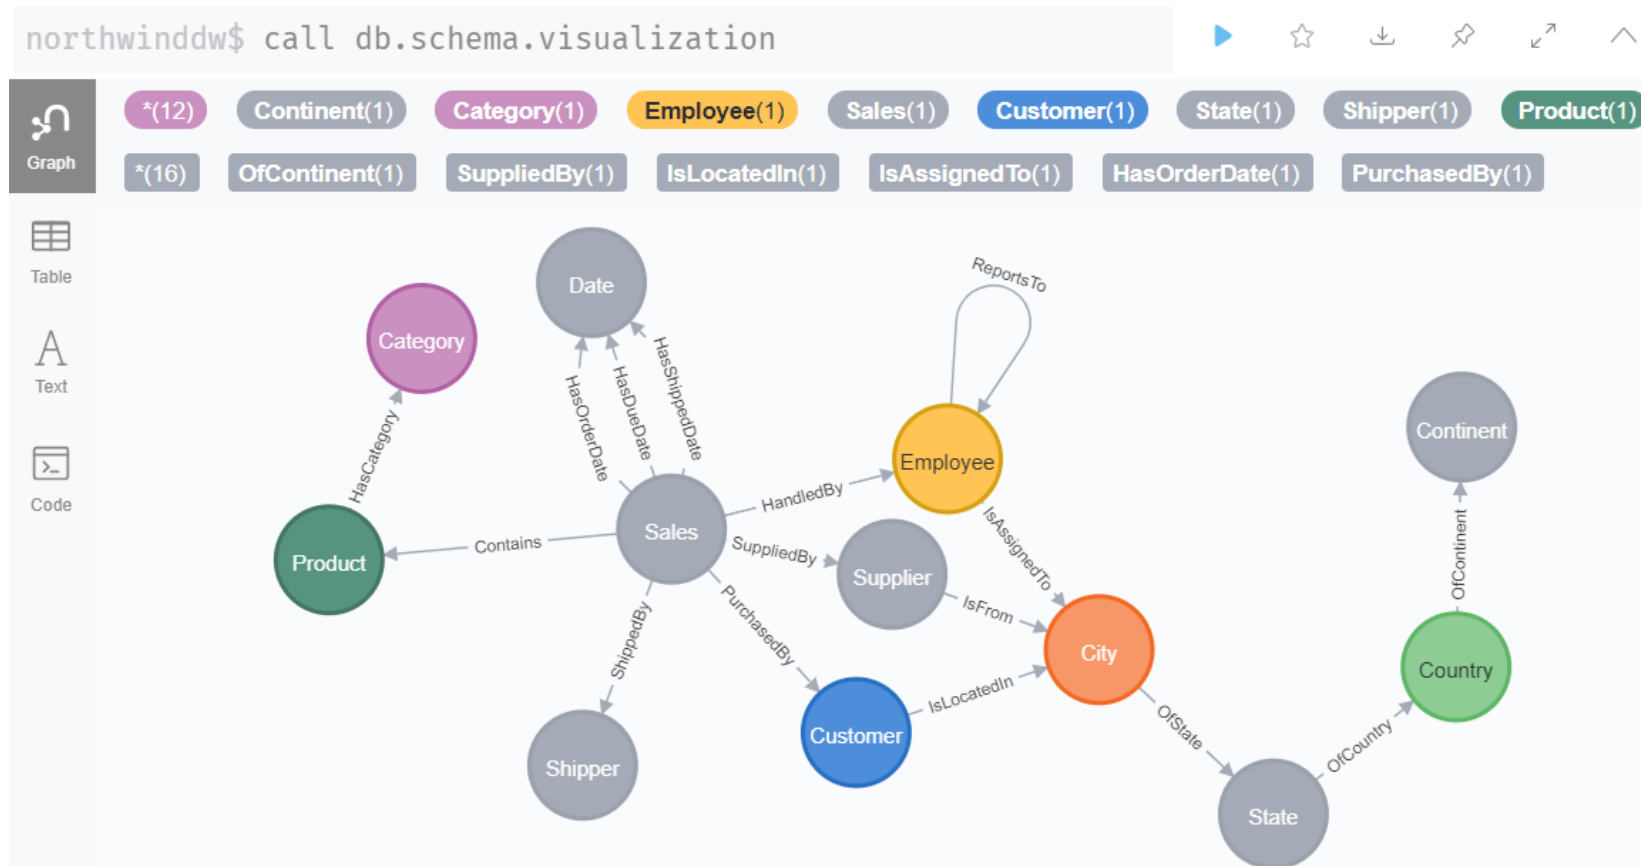 northwinddw$ call db.schema.visualization
*(12) Continent(1) Category(1) Employee(1) Sales(1) Customer(1) State(1) Shipper(1) Product(1)
*(16) OfContinent(1) SuppliedBy(1) IsLocatedIn(1) IsAssignedTo(1) HasOrderDate(1) PurchasedBy(1)
Graph
Table
Text
Code
ReportsTo
Date
Category
HasOrderDate
HasDueDate
HasShippedDate
Employee
Continent
HasCategory
HandledBy
IsAssignedTo
OfContinent
Product
Contains
Sales
SuppliedBy
Supplier
IsFrom
City
Country
ShippedBy
PurchasedBy
IsLocatedIn
OfState
OfCountry
Shipper
Customer
State